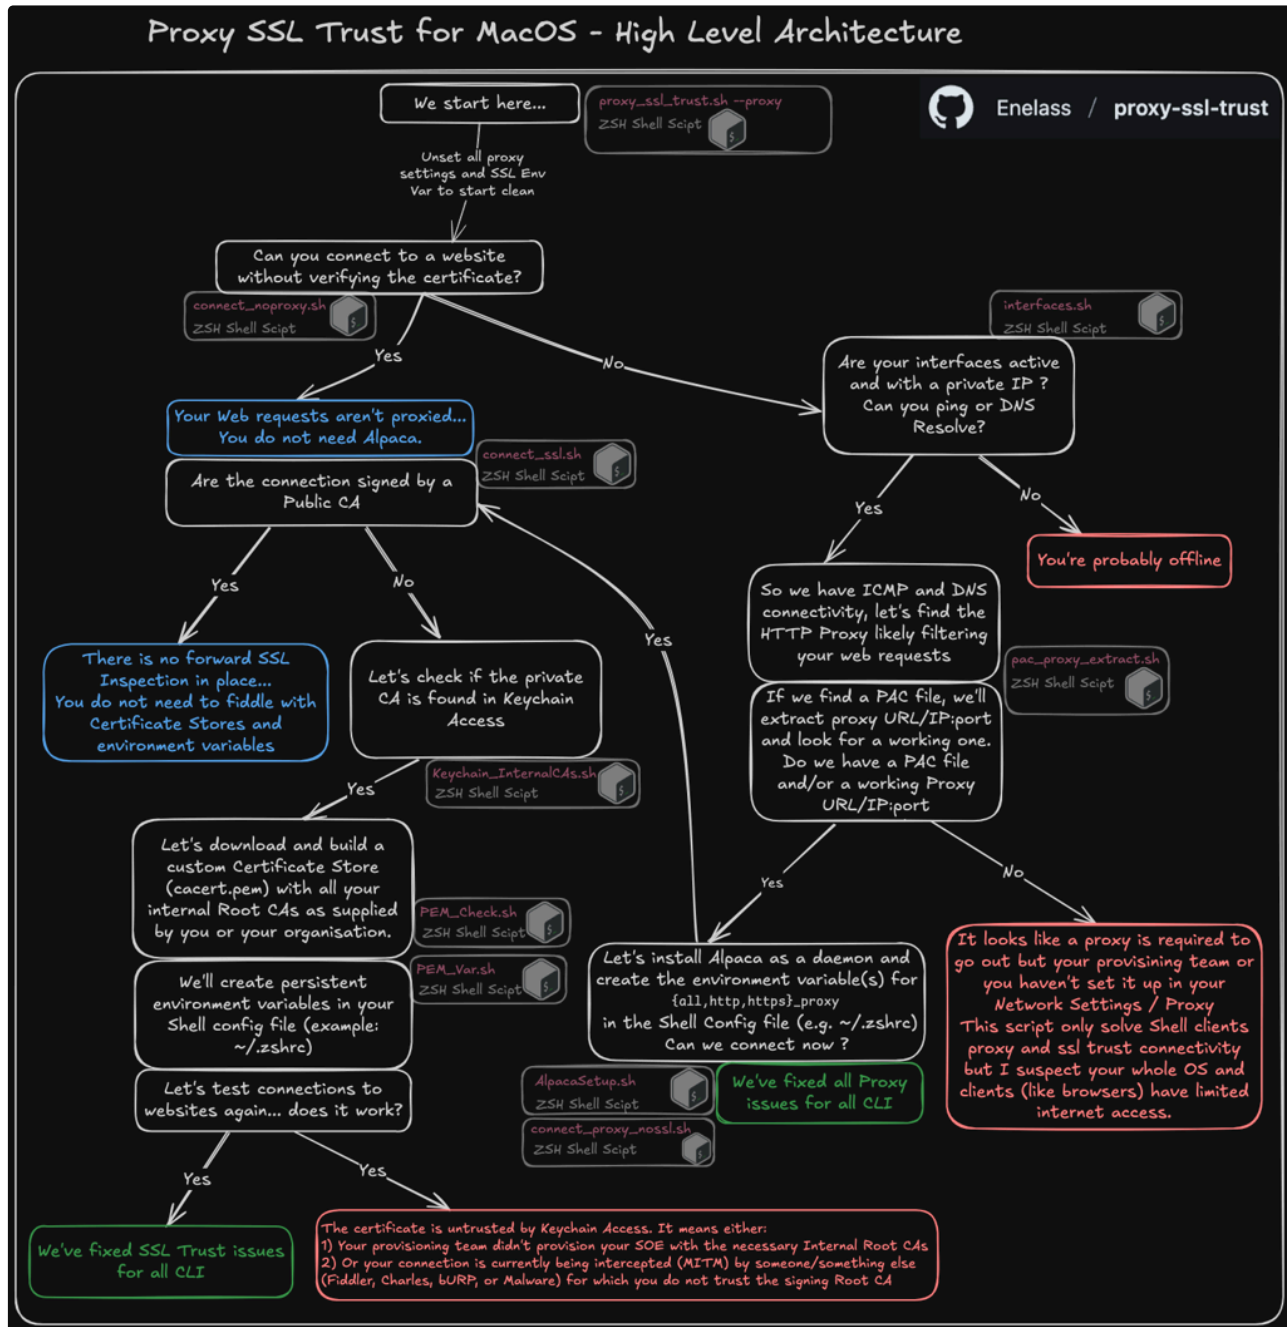 Proxy SSL Trust for MacOS - High Level Architecture
We start here...
proxy_ssl_trust.sh --proxy
ZSH Shell Scipt
Enelass / proxy-ssl-trust
Unset all proxy
settings and SSL Env
Var to start clean
Can you connect to a website
without verifying the certificate?
connect_noproxy.sh
ZSH Shell Scipt
interfaces.sh
ZSH Shell Scipt
Yes
No
Are your interfaces active
and with a private IP ?
Can you ping or DNS
Resolve?
Your Web requests aren't proxied...
You do not need Alpaca.
connect_ssl.sh
ZSH Shell Scipt
Are the connection signed by a
Public CA
Yes
No
You're probably offline
Yes
No
So we have ICMP and DNS
connectivity, let's find the
HTTP Proxy likely filtering
your web requests
Yes
There is no forward SSL
Inspection in place...
You do not need to fiddle with
Certificate Stores and
environment variables
Let's check if the private
CA is found in Keychain
Access
pac_proxy_extract.sh
ZSH Shell Scipt
If we find a PAC file, we'll
extract proxy URL/IP:port
and look for a working one.
Do we have a PAC file
and/or a working Proxy
URL/IP:port
Keychain_InternalCAs.sh
ZSH Shell Scipt
Yes
Let's download and build a
custom Certificate Store
(cacert.pem) with all your
internal Root CAs as supplied
by you or your organisation.
Yes
No
PEM_Check.sh
ZSH Shell Scipt
PEM_Var.sh
ZSH Shell Scipt
We'll create persistent
environment variables in your
Shell config file (example:
~/.zshrc)
Let's install Alpaca as a daemon and
create the environment variable(s) for
{all,http,https}_proxy
in the Shell Config file (e.g. ~/.zshrc)
Can we connect now ?
It looks like a proxy is required to
go out but your provisining team or
you haven't set it up in your
Network Settings / Proxy
This script only solve Shell clients
proxy and ssl trust connectivity
but I suspect your whole OS and
clients (like browsers) have limited
internet access.
Let's test connections to
websites again... does it work?
AlpacaSetup.sh
ZSH Shell Scipt
We've fixed all Proxy
issues for all CLI
connect_proxy_nossl.sh
ZSH Shell Scipt
Yes
Yes
We've fixed SSL Trust issues
for all CLI
The certificate is untrusted by Keychain Access. It means either:
1) Your provisioning team didn't provision your SOE with the necessary Internal Root CAs
2) Or your connection is currently being intercepted (MITM) by someone/something else
(Fiddler, Charles, bURP, or Malware) for which you do not trust the signing Root CA